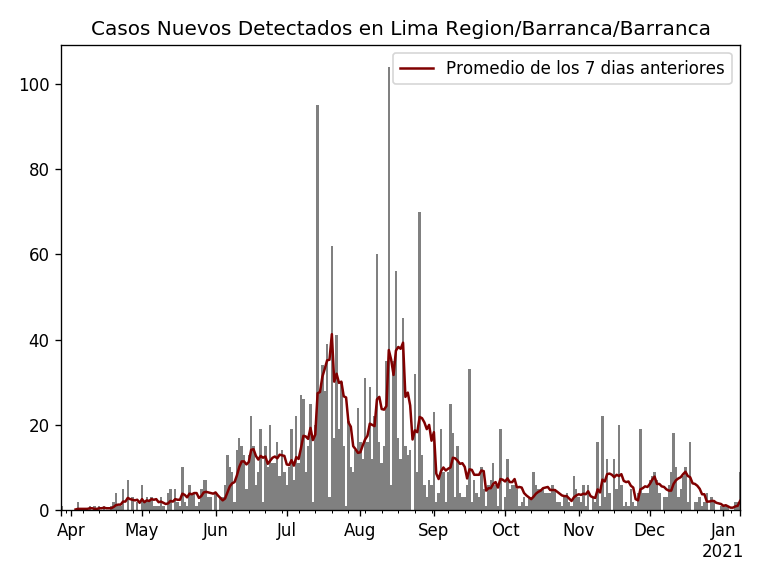 Casos Nuevos Detectados en Lima Region/Barranca/Barranca
Promedio de los 7 dias anteriores
100
80
60
40
20
0
Apr May Jun Jul Aug Sep Oct Nov Dec Jan
2021